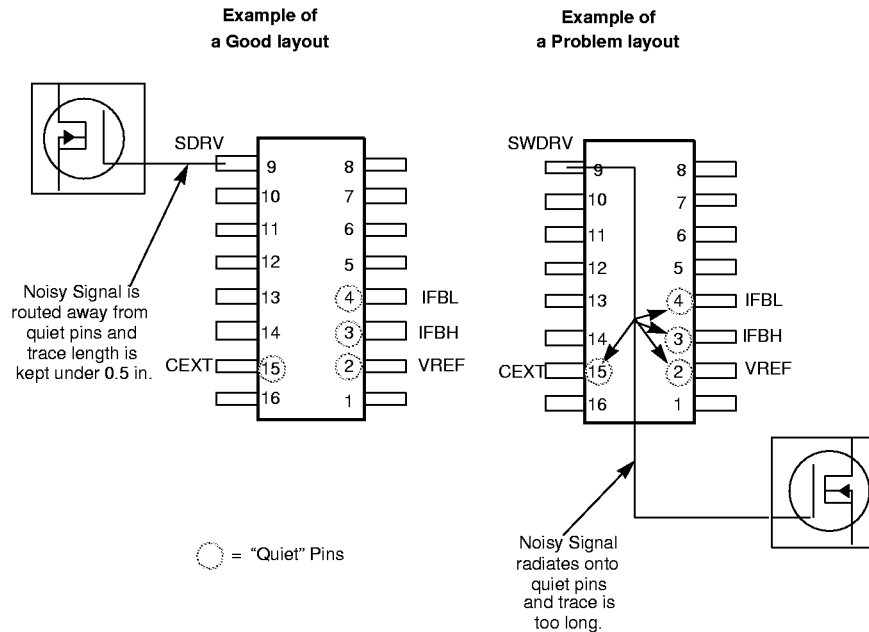 Example of
a Good layout
SDRV
9
8
10
7
11
6
12
5
13
4
IFBL
14
3
IFBH
CEXT
15
2
VREF
16
1
Noisy Signal is
routed away from
quiet pins and
trace length is
kept under 0.5 in.
= “Quiet” Pins
Example of
a Problem layout
SWDRV
9
8
10
7
11
6
12
5
13
4
IFBL
14
3
IFBH
CEXT
15
2
VREF
16
1
Noisy Signal
radiates onto
quiet pins
and trace is
too long.